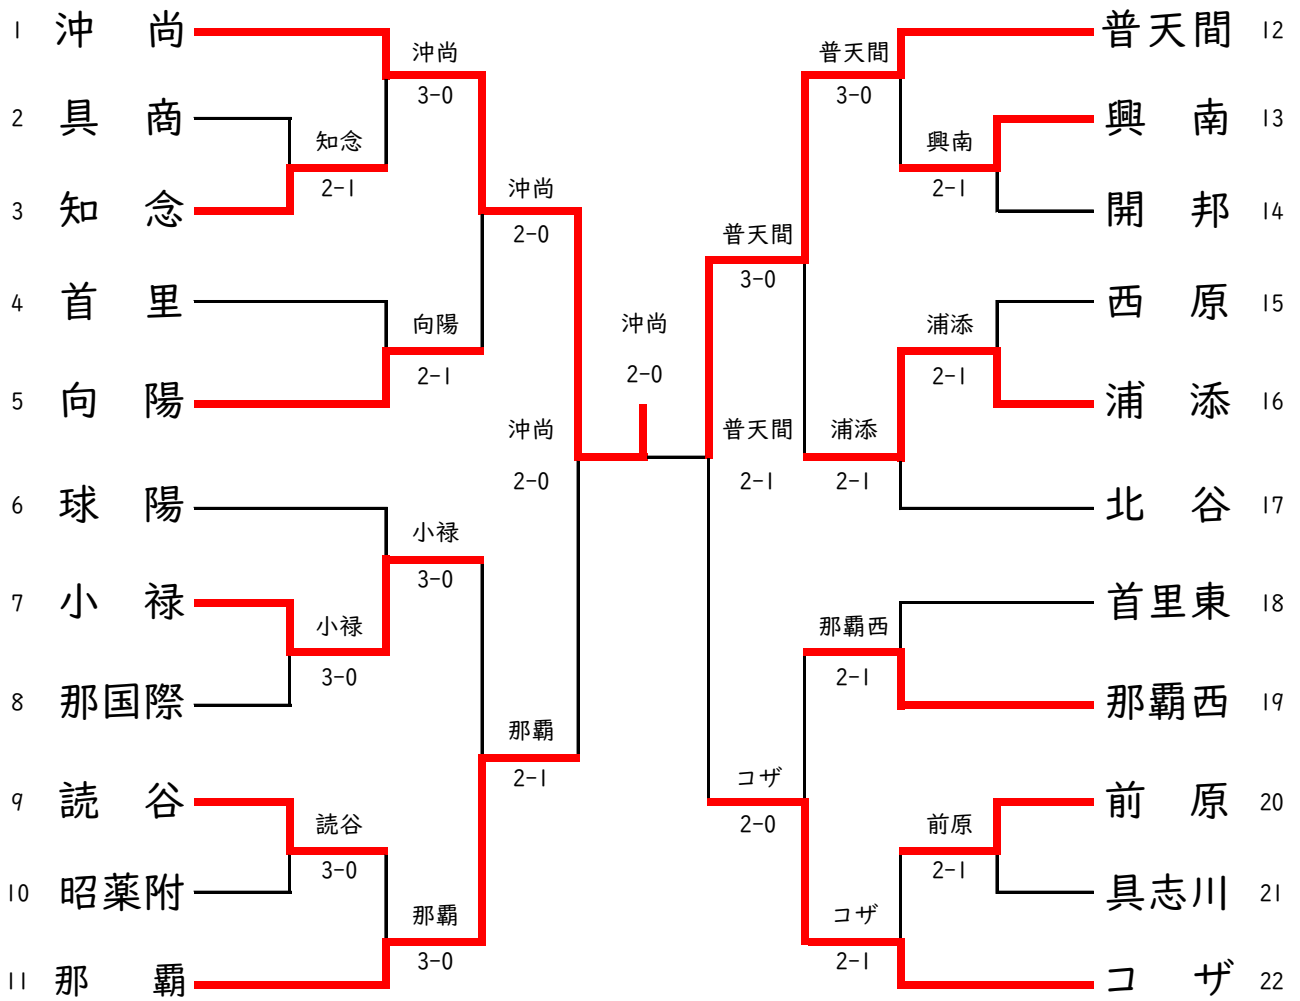 1 沖 尚
2 具 商
3 知 念
4 首 里
5 向 陽
6 球 陽
7 小 禄
8 那国際
9 読 谷
10 昭薬附
11 那 覇
知念
2-1
小禄
3-0
読谷
3-0
沖尚
3-0
向陽
2-1
小禄
3-0
那覇
3-0
沖尚
2-0
那覇
2-1
沖尚
2-0
沖尚
2-0
普天間
2-1
普天間
3-0
コザ
2-0
普天間
3-0
浦添
2-1
那覇西
2-1
コザ
2-1
興南
2-1
浦添
2-1
前原
2-1
普天間 12
興 南 13
開 邦 14
西 原 15
浦 添 16
北 谷 17
首里東 18
那覇西 19
前 原 20
具志川 21
コ ザ 22